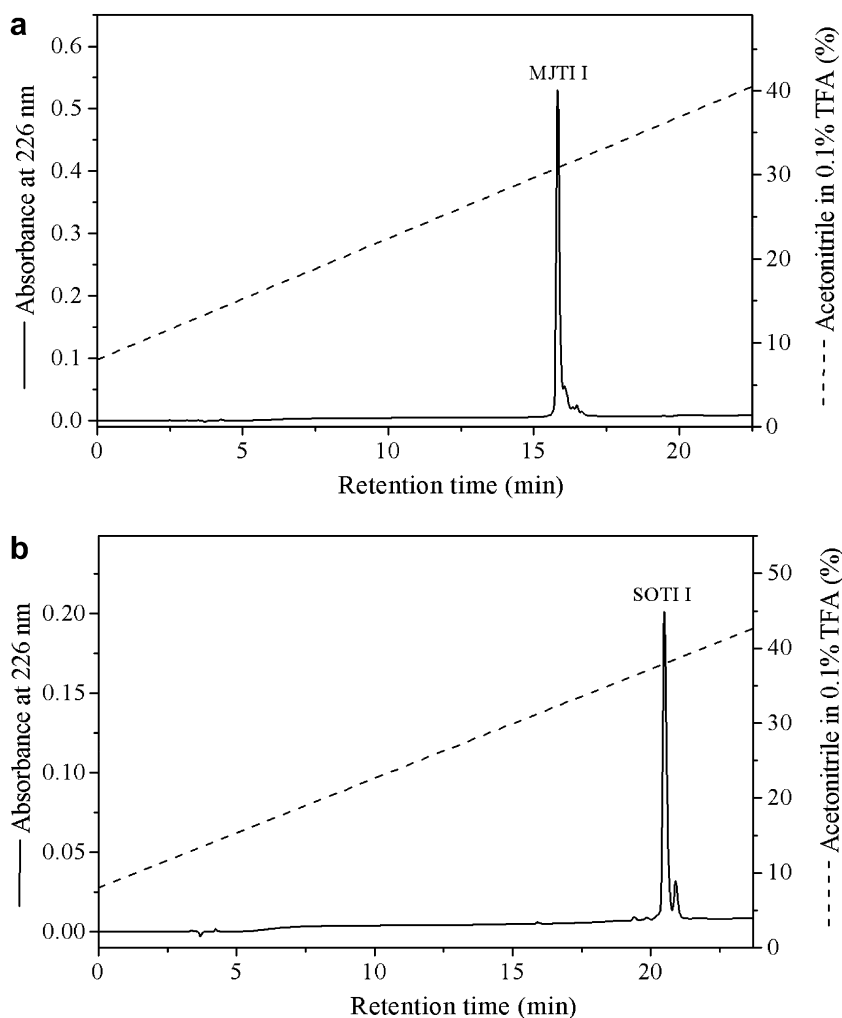 a
MJTI I
0.6
0.5
0.4
0.3
0.2
0.1
0.0
Absorbance at 226 nm
40
30
20
10
0
Acetonitrile in 0.1% TFA (%)
0 5 10 15 20
Retention time (min)
b
SOTI I
0.20
0.15
0.10
0.05
0.00
Absorbance at 226 nm
50
40
30
20
10
0
Acetonitrile in 0.1% TFA (%)
0 5 10 15 20
Retention time (min)